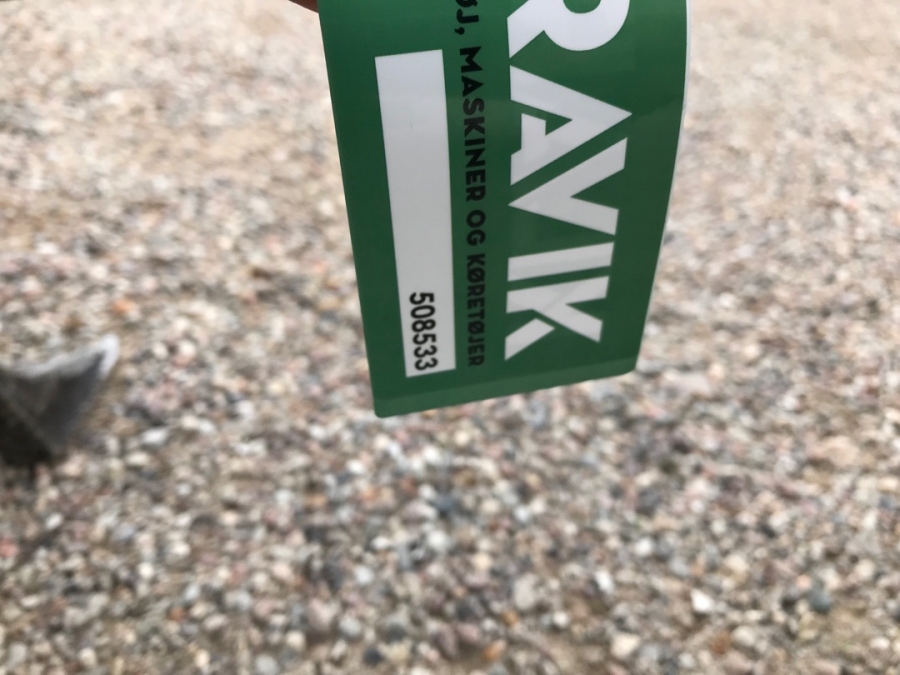 RAVIK
ØJ, MASKINER OG KØRETØJER
508533